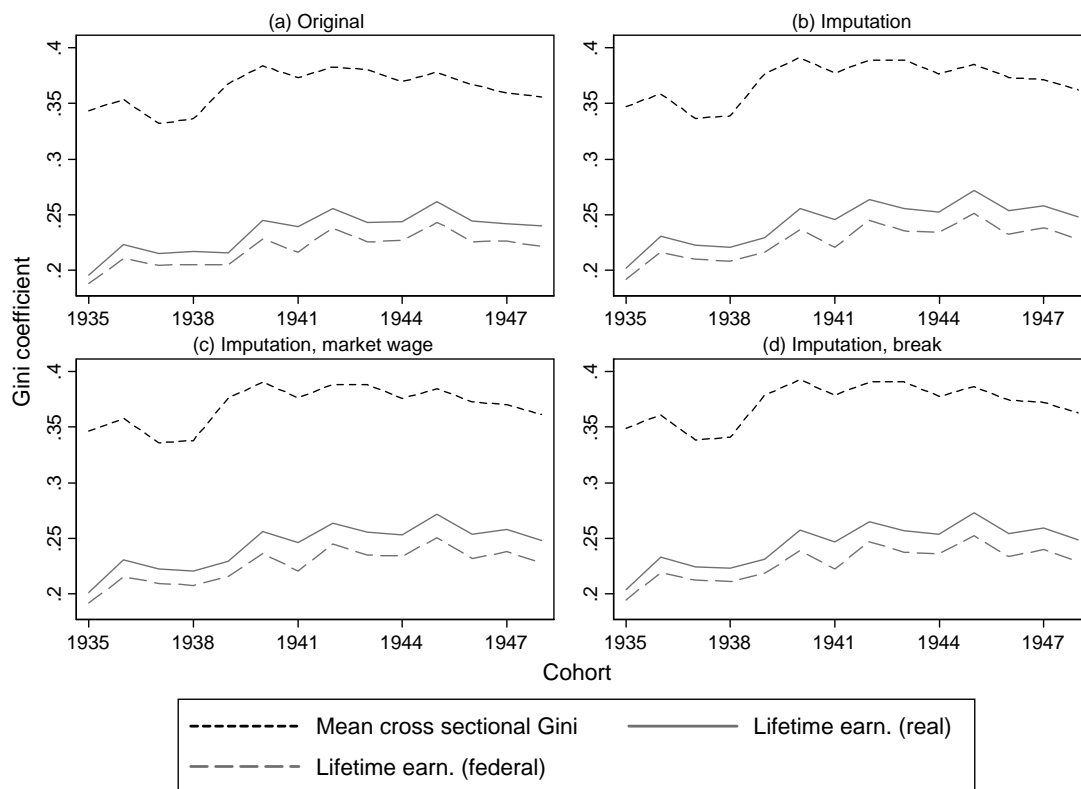 (a) Original
(b) Imputation
.4
.35
.3
.25
.2
1935 1938 1941 1944 1947
.4
.35
.3
.25
.2
1935 1938 1941 1944 1947
(c) Imputation, market wage
(d) Imputation, break
.4
.35
.3
.25
.2
1935 1938 1941 1944 1947
.4
.35
.3
.25
.2
1935 1938 1941 1944 1947
Gini coefficient
Cohort
Mean cross sectional Gini
Lifetime earn. (real)
Lifetime earn. (federal)